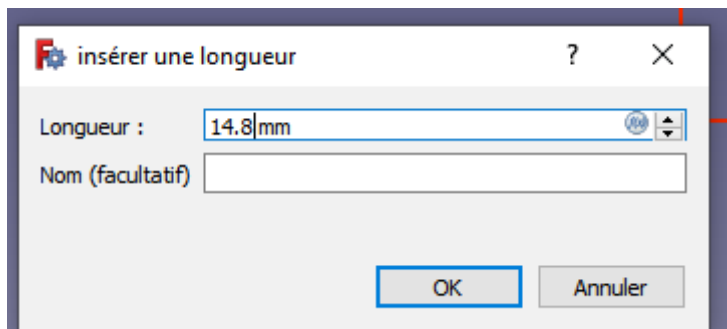 insérer une longueur ?
Longueur : 14.8 mm
Nom (facultatif)
OK Annuler